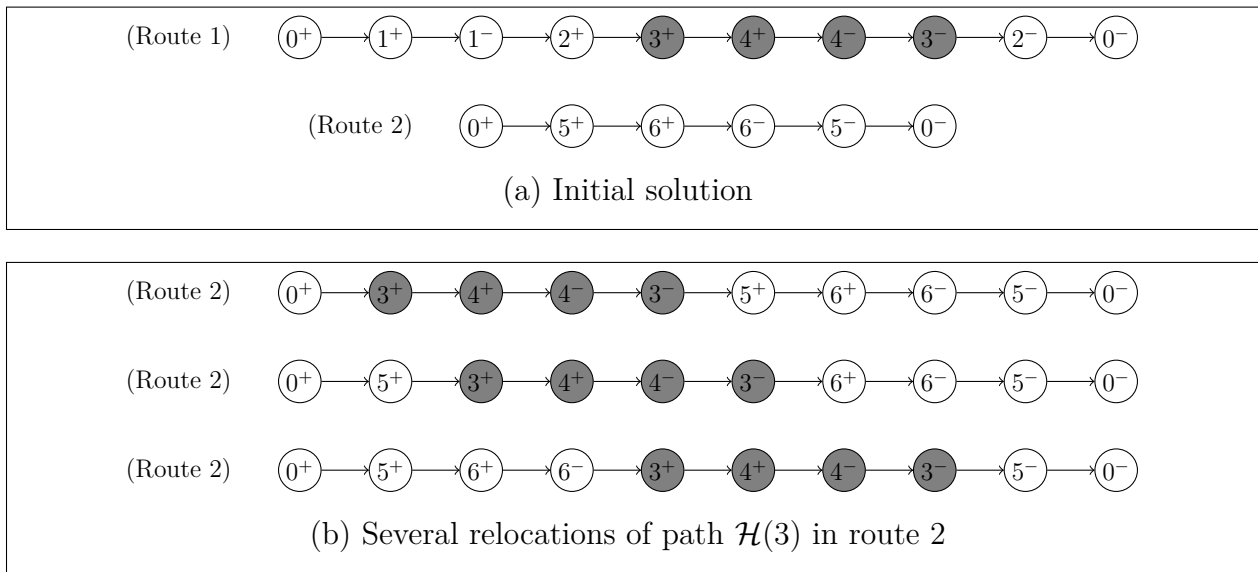 (Route 1) 0⁺ 1⁺ 1⁻ 2⁺ 3⁺ 4⁺ 4⁻ 3⁻ 2⁻ 0⁻
(Route 2) 0⁺ 5⁺ 6⁺ 6⁻ 5⁻ 0⁻
(a) Initial solution
(Route 2) 0⁺ 3⁺ 4⁺ 4⁻ 3⁻ 5⁺ 6⁺ 6⁻ 5⁻ 0⁻
(Route 2) 0⁺ 5⁺ 3⁺ 4⁺ 4⁻ 3⁻ 6⁺ 6⁻ 5⁻ 0⁻
(Route 2) 0⁺ 5⁺ 6⁺ 6⁻ 3⁺ 4⁺ 4⁻ 3⁻ 5⁻ 0⁻
(b) Several relocations of path ℋ(3) in route 2